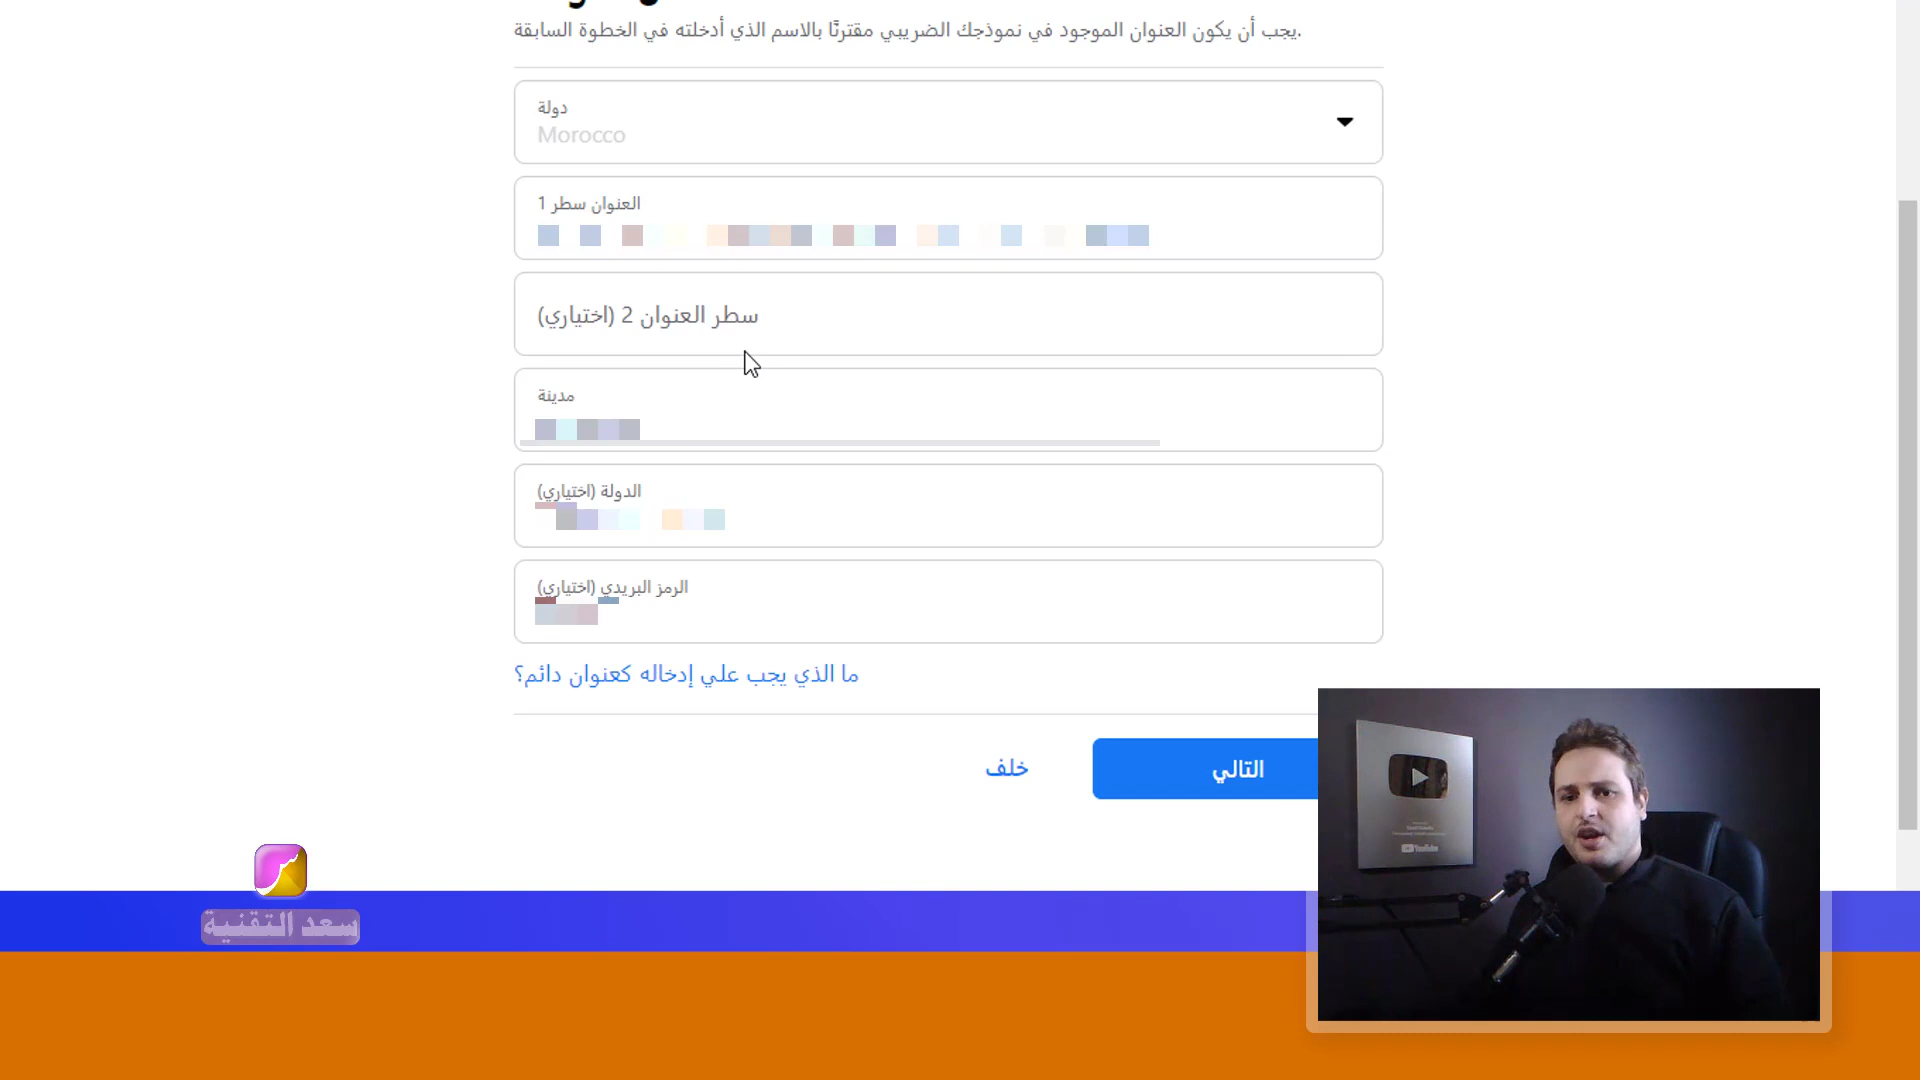 يجب أن يكون العنوان الموجود في نموذجك الضريبي مقترنًا بالاسم الذي أدخلته في الخطوة السابقة.
دولة
Morocco
العنوان سطر 1
سطر العنوان 2 (اختياري)
مدينة
الدولة (اختياري)
الرمز البريدي (اختياري)
ما الذي يجب علي إدخاله كعنوان دائم؟
خلف
التالي
YouTube
سعد التقنية